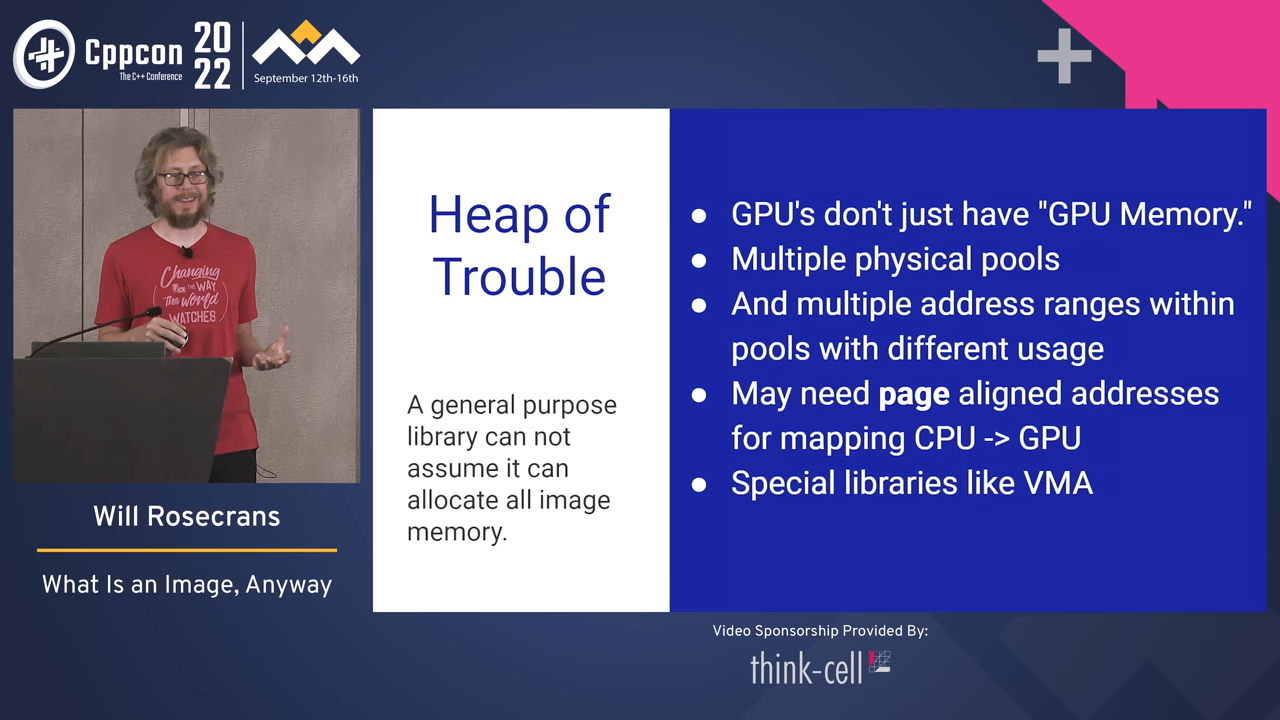 Cppcon
The C++ Conference
20
22
September 12th-16th
Changing
THE WAY
the world
WATCHES
Will Rosecrans
What Is an Image, Anyway
Heap of
Trouble
A general purpose
library can not
assume it can
allocate all image
memory.
● GPU's don't just have "GPU Memory."
● Multiple physical pools
● And multiple address ranges within
pools with different usage
● May need page aligned addresses
for mapping CPU -> GPU
● Special libraries like VMA
Video Sponsorship Provided By:
think-cell